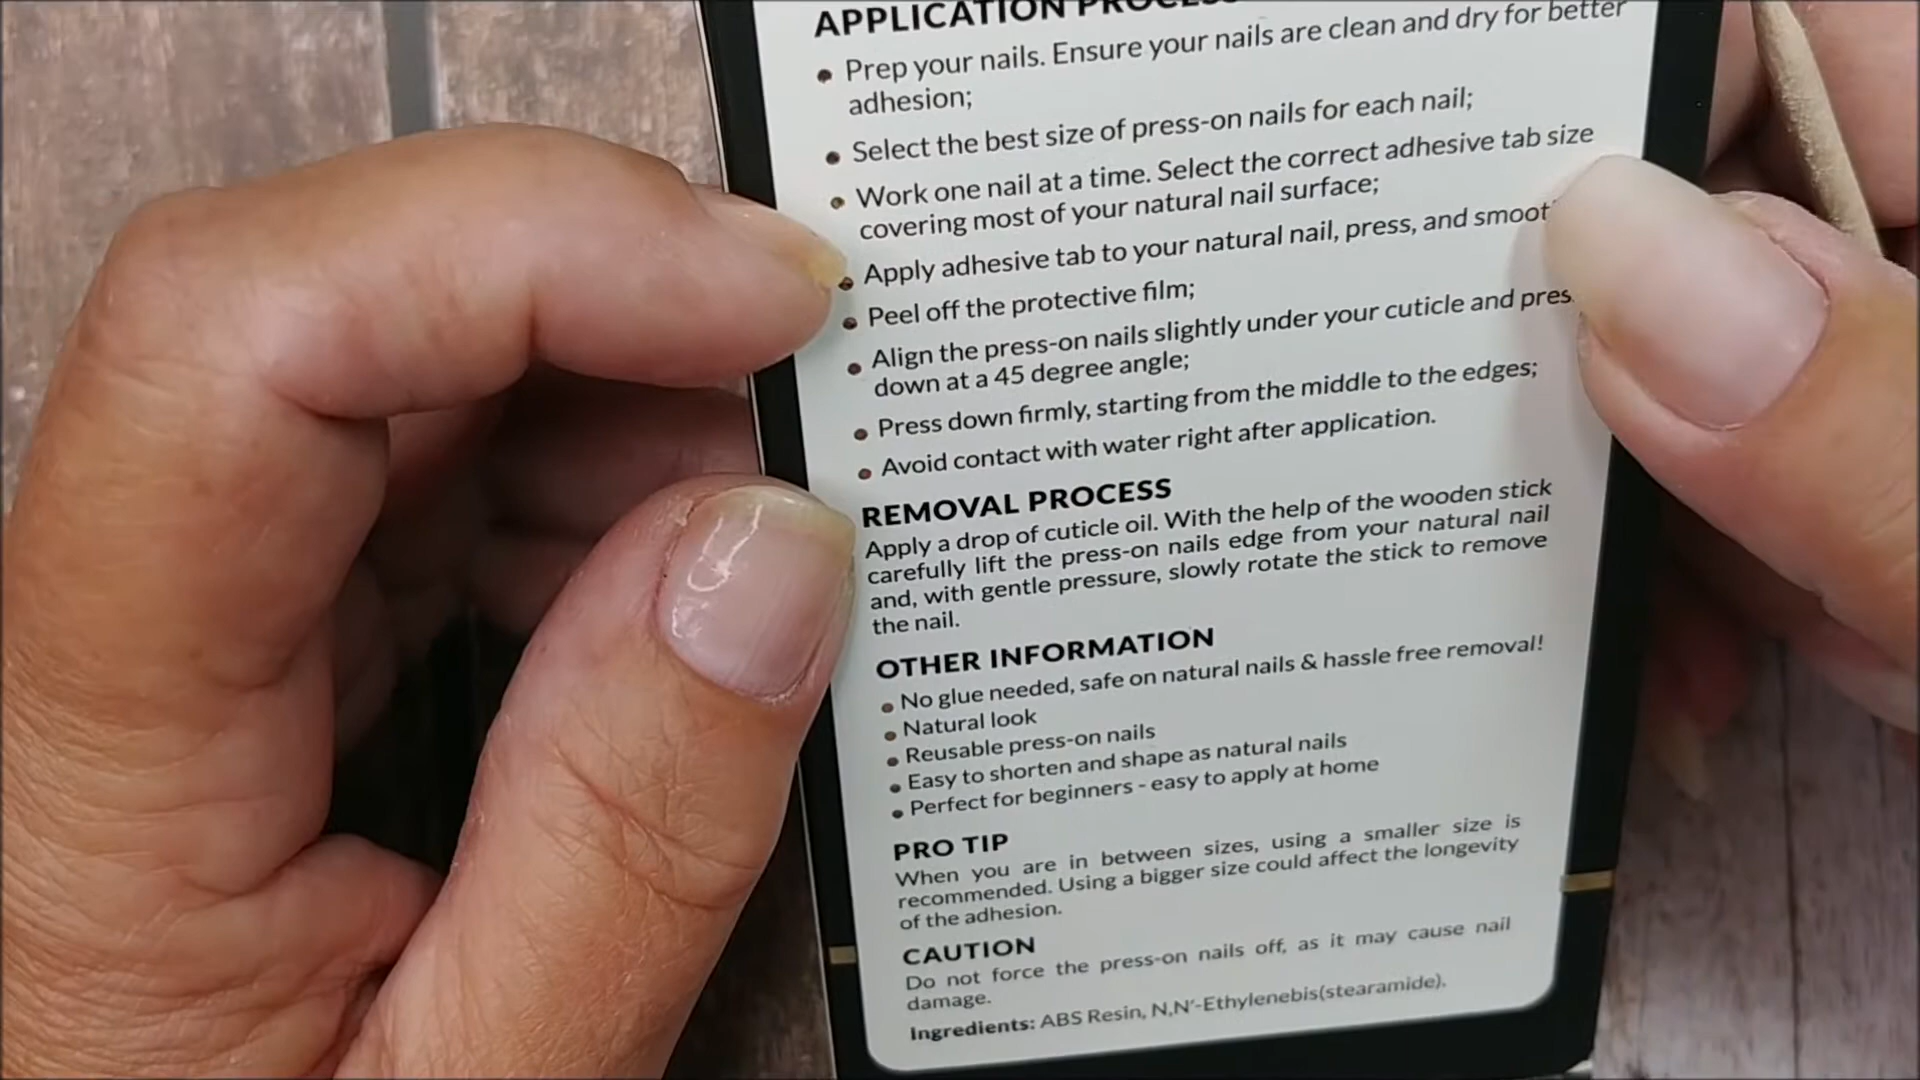 APPLICATION PROCESS
• Prep your nails. Ensure your nails are clean and dry for better
adhesion;
• Select the best size of press-on nails for each nail;
• Work one nail at a time. Select the correct adhesive tab size
covering most of your natural nail surface;
• Apply adhesive tab to your natural nail, press, and
• Peel off the protective film;
• Align the press-on nails slightly under your cuticle and
down at a 45 degree angle;
• Press down firmly, starting from the middle to the edges;
• Avoid contact with water right after application.
REMOVAL PROCESS
Apply a drop of cuticle oil. With the help of the wooden stick
carefully lift the press-on nails edge from your natural nail
and, with gentle pressure, slowly rotate the stick to remove
the nail.
OTHER INFORMATION
• No glue needed, safe on natural nails & hassle free removal!
• Natural look
• Reusable press-on nails
• Easy to shorten and shape as natural nails
• Perfect for beginners - easy to apply at home
PRO TIP
When you are in between sizes, using a smaller size is
recommended. Using a bigger size could affect the longevity
of the adhesion.
CAUTION
Do not force the press-on nails off, as it may cause nail
damage.
Ingredients: ABS Resin, N,N'-Ethylenebis(stearamide).